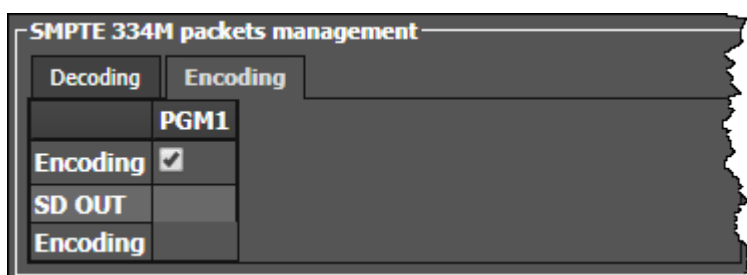 SMPTE 334M packets management
Decoding Encoding
PGM1
Encoding
SD OUT
Encoding